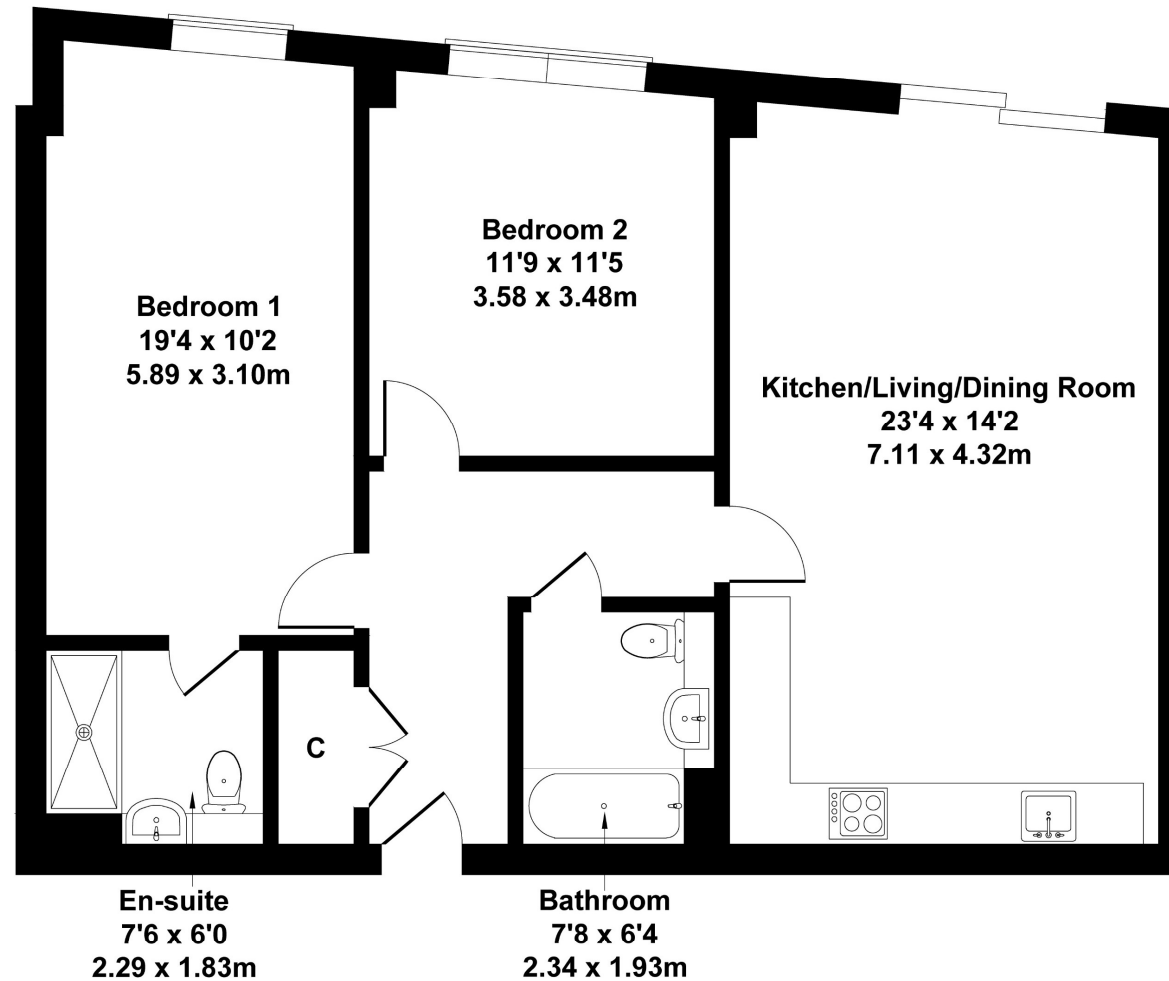 Bedroom 1
19'4 x 10'2
5.89 x 3.10m
Bedroom 2
11'9 x 11'5
3.58 x 3.48m
Kitchen/Living/Dining Room
23'4 x 14'2
7.11 x 4.32m
C
En-suite
7'6 x 6'0
2.29 x 1.83m
Bathroom
7'8 x 6'4
2.34 x 1.93m